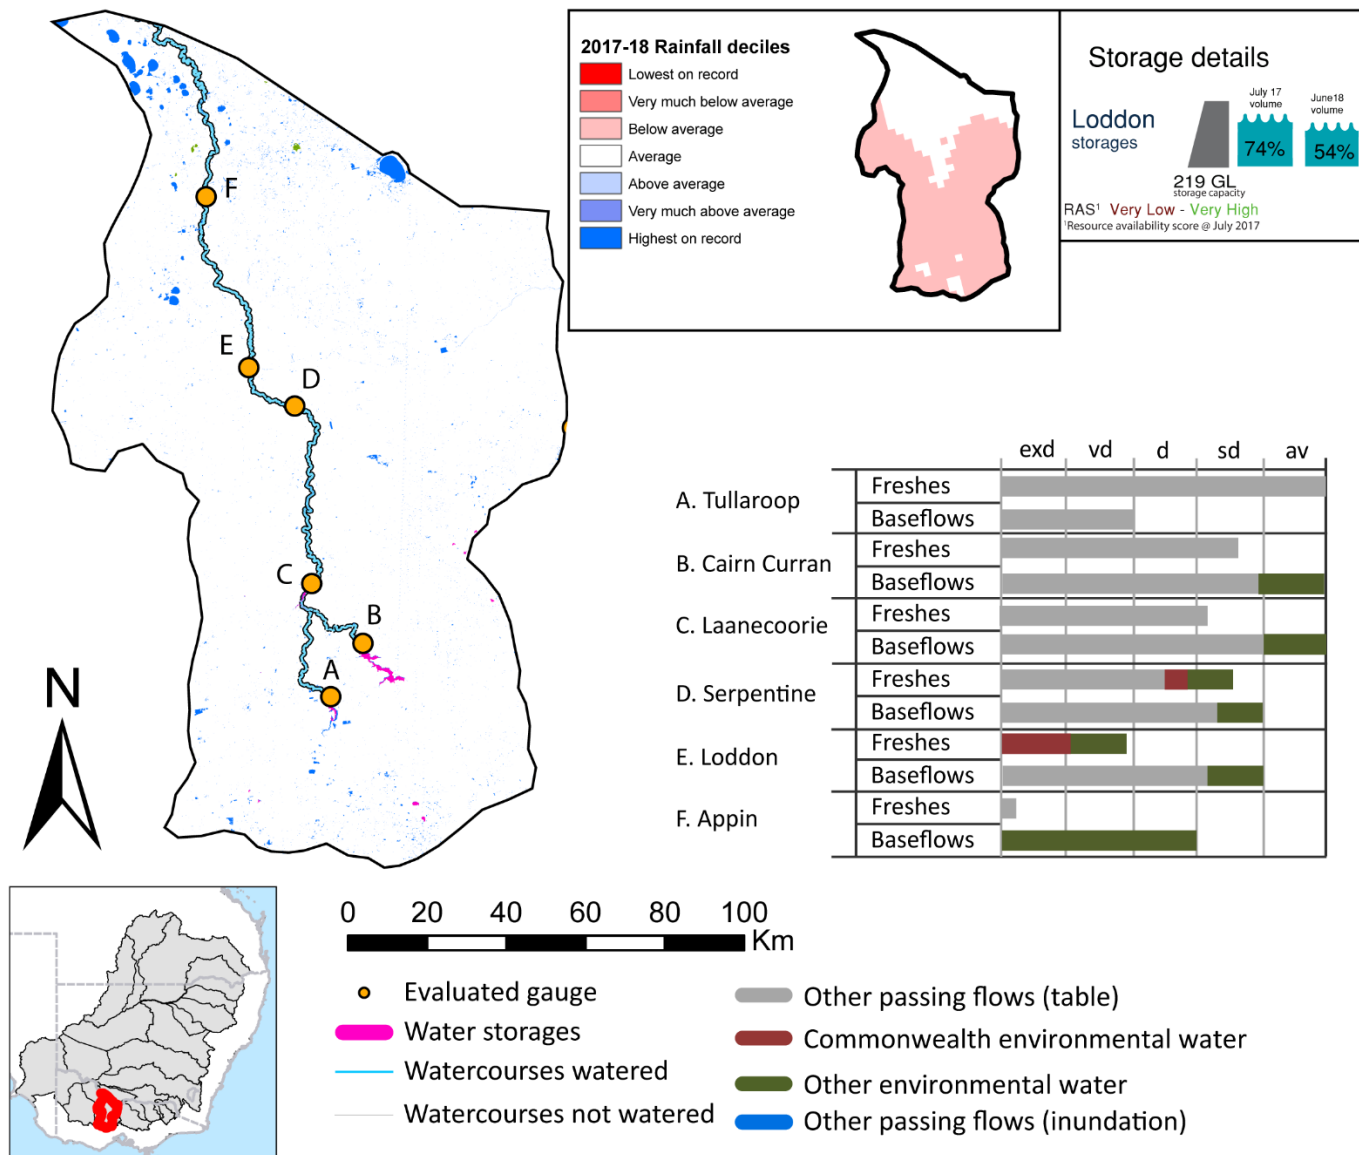 2017-18 Rainfall deciles
Lowest on record
Very much below average
Below average
Average
Above average
Very much above average
Highest on record
Storage details
Loddon
storages
July 17
volume
June18
volume
74%
54%
219 GL
storage capacity
RAS¹ Very Low - Very High
¹Resource availability score @ July 2017
F
E
D
C
B
A
N
exd vd d sd av
A. Tullaroop
Freshes
Baseflows
B. Cairn Curran
Freshes
Baseflows
C. Laanecoorie
Freshes
Baseflows
D. Serpentine
Freshes
Baseflows
E. Loddon
Freshes
Baseflows
F. Appin
Freshes
Baseflows
0 20 40 60 80 100
Km
Evaluated gauge
Water storages
Watercourses watered
Watercourses not watered
Other passing flows (table)
Commonwealth environmental water
Other environmental water
Other passing flows (inundation)